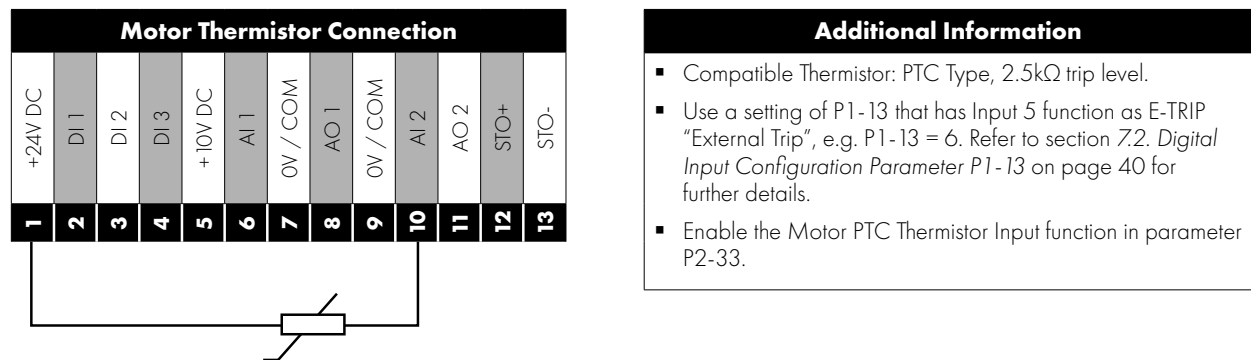 Motor Thermistor Connection
+24V DC
DI 1
DI 2
DI 3
+10V DC
AI 1
0V / COM
AO 1
0V / COM
AI 2
AO 2
STO+
STO-
1
2
3
4
5
6
7
8
9
10
11
12
13
Additional Information
▪ Compatible Thermistor: PTC Type, 2.5kΩ trip level.
▪ Use a setting of P1-13 that has Input 5 function as E-TRIP
“External Trip”, e.g. P1-13 = 6. Refer to section 7.2. Digital
Input Configuration Parameter P1-13 on page 40 for
further details.
▪ Enable the Motor PTC Thermistor Input function in parameter
P2-33.